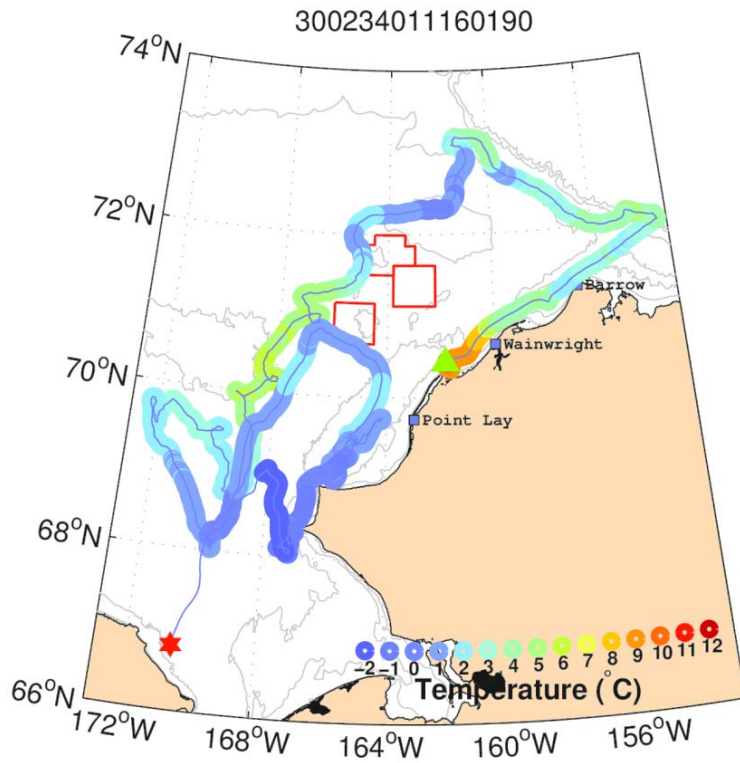 300234011160190
74°N
72°N
Barrow
Wainwright
70°N
Point Lay
68°N
-2 -1 0 1 2 3 4 5 6 7 8 9 10 11 12
66°N
Temperature (°C)
172°W 168°W 164°W 160°W 156°W